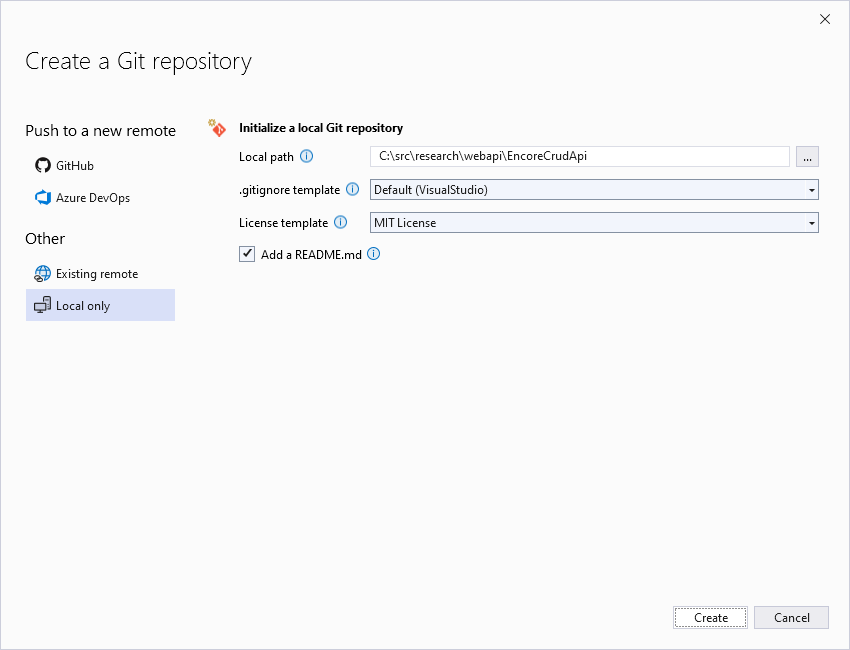 Create a Git repository
Push to a new remote
GitHub
Azure DevOps
Other
Existing remote
Local only
Initialize a local Git repository
Local path
C:\src\research\webapi\EncoreCrudApi
...
.gitignore template
Default (VisualStudio)
License template
MIT License
Add a README.md
Create
Cancel